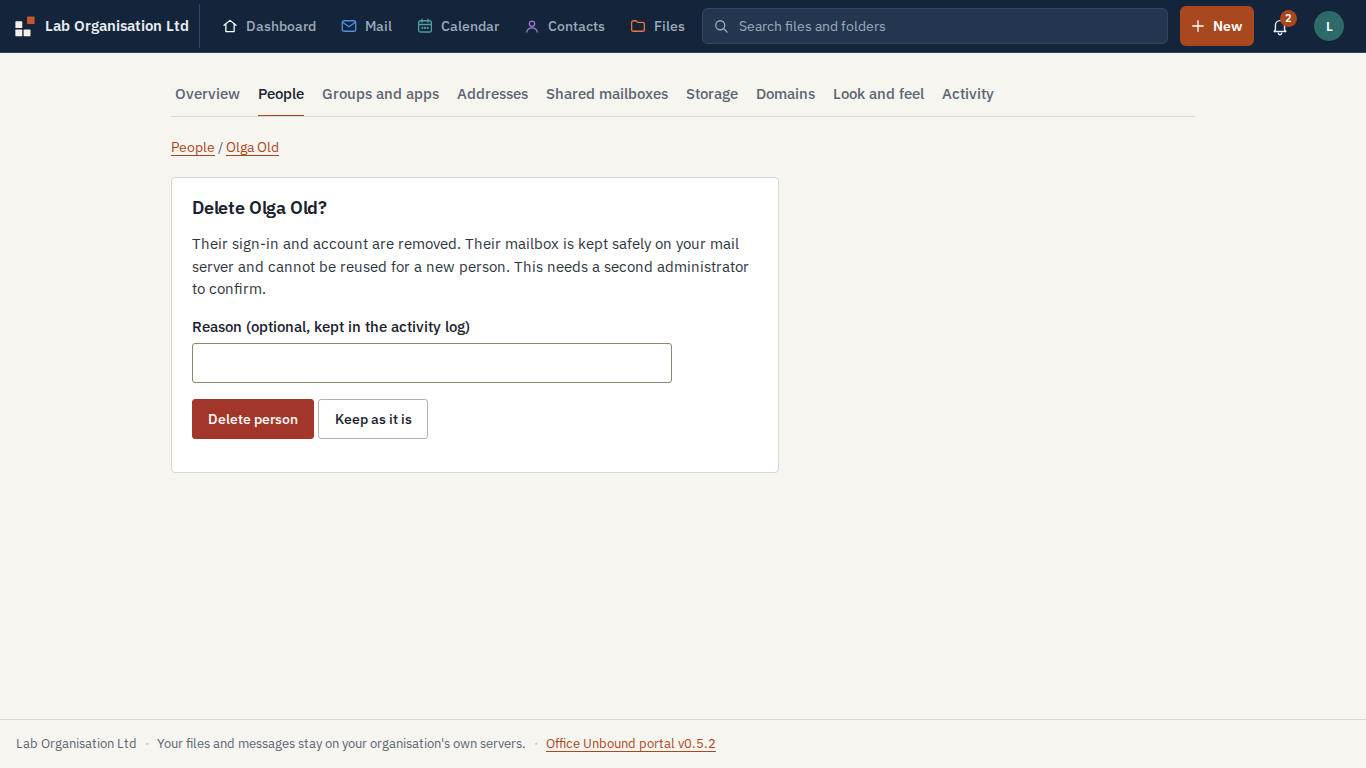 Lab Organisation Ltd
Dashboard
Mail
Calendar
Contacts
Files
Search files and folders
New
2
L
Overview
People
Groups and apps
Addresses
Shared mailboxes
Storage
Domains
Look and feel
Activity
People / Olga Old
Delete Olga Old?
Their sign-in and account are removed. Their mailbox is kept safely on your mail
server and cannot be reused for a new person. This needs a second administrator
to confirm.
Reason (optional, kept in the activity log)
Delete person
Keep as it is
Lab Organisation Ltd · Your files and messages stay on your organisation's own servers. · Office Unbound portal v0.5.2